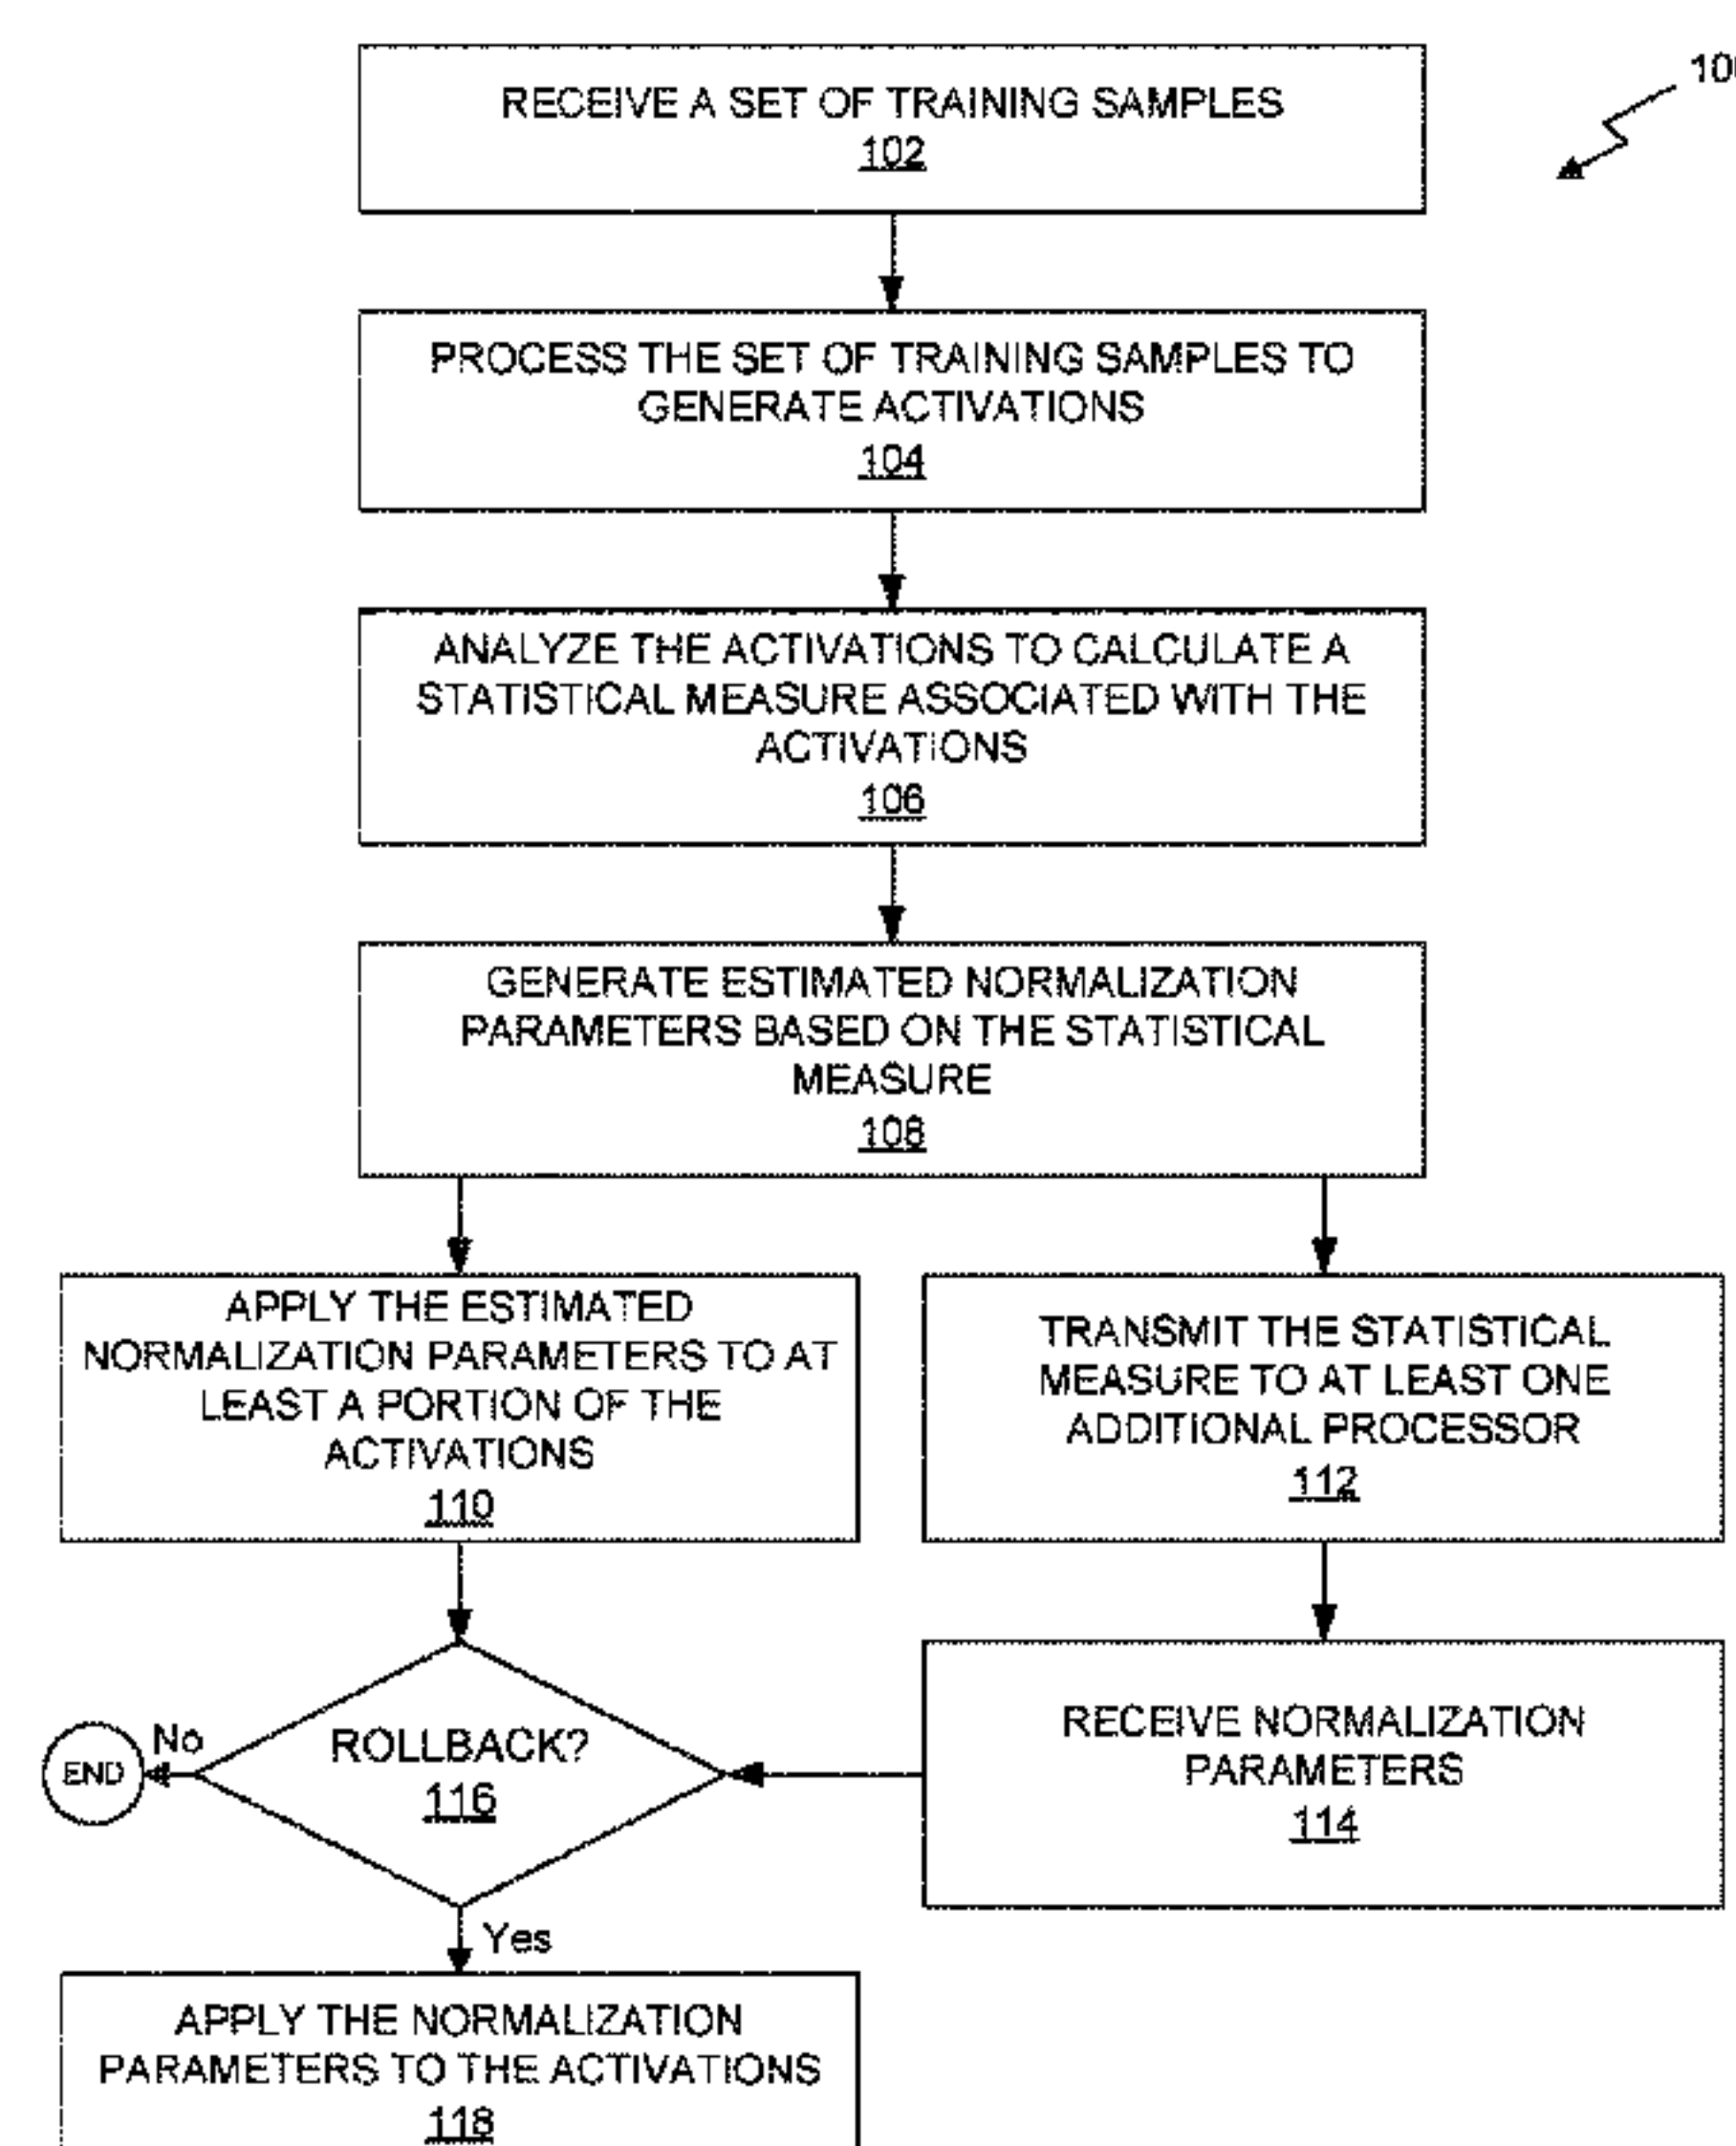 RECEIVE A SET OF TRAINING SAMPLES
102
PROCESS THE SET OF TRAINING SAMPLES TO
GENERATE ACTIVATIONS
104
ANALYZE THE ACTIVATIONS TO CALCULATE A
STATISTICAL MEASURE ASSOCIATED WITH THE
ACTIVATIONS
106
GENERATE ESTIMATED NORMALIZATION
PARAMETERS BASED ON THE STATISTICAL
MEASURE
108
APPLY THE ESTIMATED
NORMALIZATION PARAMETERS TO AT
LEAST A PORTION OF THE
ACTIVATIONS
110
TRANSMIT THE STATISTICAL
MEASURE TO AT LEAST ONE
ADDITIONAL PROCESSOR
112
ROLLBACK?
116
No
END
RECEIVE NORMALIZATION
PARAMETERS
114
Yes
APPLY THE NORMALIZATION
PARAMETERS TO THE ACTIVATIONS
118